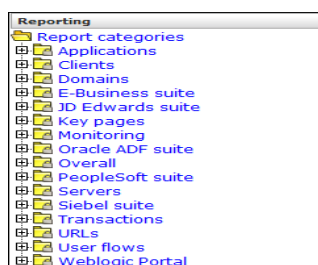 Reporting
Report categories
Applications
Clients
Domains
E-Business suite
JD Edwards suite
Key pages
Monitoring
Oracle ADF suite
Overall
PeopleSoft suite
Servers
Siebel suite
Transactions
URLs
User flows
Weblogic Portal